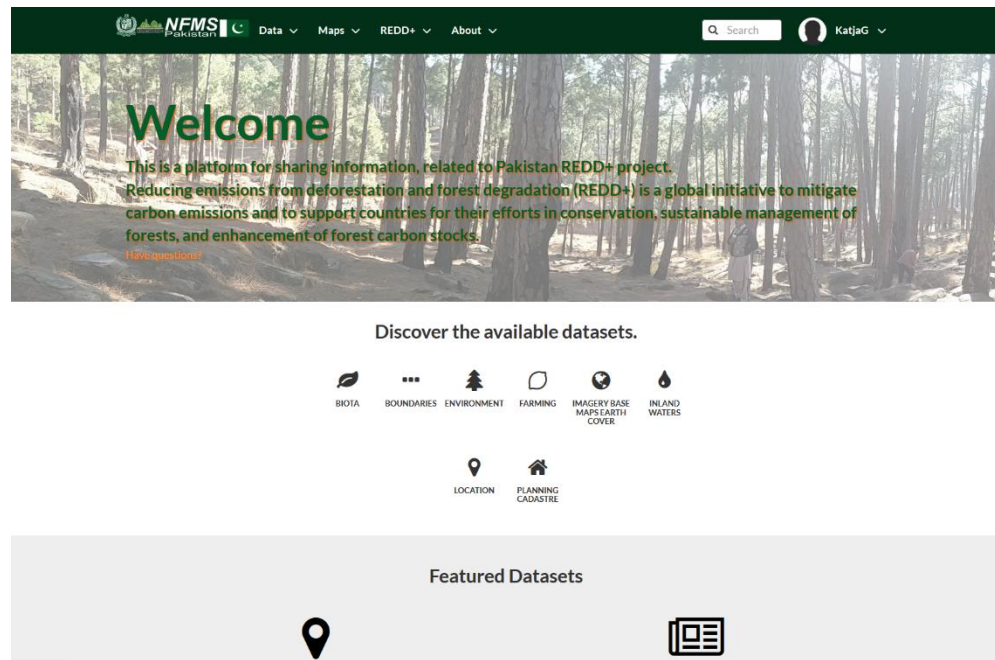 NFMS
Pakistan
Data Maps REDD+ About Search KatjaG
Welcome
This is a platform for sharing information, related to Pakistan REDD+ project.
Reducing emissions from deforestation and forest degradation (REDD+) is a global initiative to mitigate
carbon emissions and to support countries for their efforts in conservation, sustainable management of
forests, and enhancement of forest carbon stocks.
Have questions?
Discover the available datasets.
BIOTA
BOUNDARIES
ENVIRONMENT
FARMING
IMAGERY BASE
MAPS EARTH
COVER
INLAND
WATERS
LOCATION
PLANNING
CADASTRE
Featured Datasets